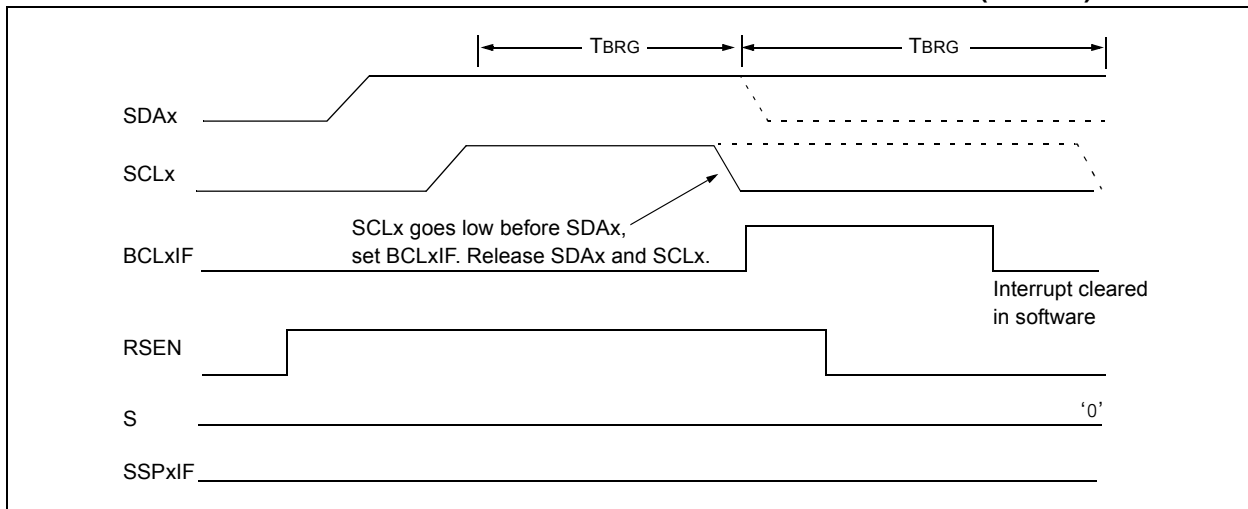 TBRG TBRG
SDAx
SCLx
SCLx goes low before SDAx,
set BCLxIF. Release SDAx and SCLx.
BCLxIF
Interrupt cleared
in software
RSEN
S
‘0’
SSPxIF